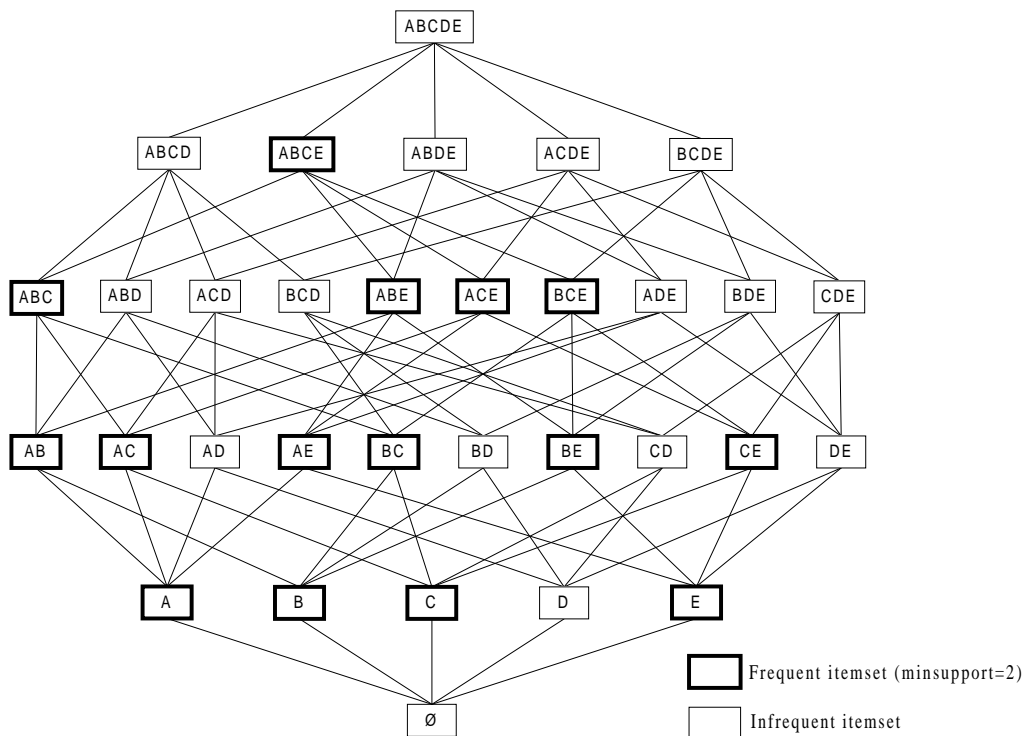 ABCDE
ABCD ABCE ABDE ACDE BCDE
ABC ABD ACD BCD ABE ACE BCE ADE BDE CDE
AB AC AD AE BC BD BE CD CE DE
A B C D E
Ø
Frequent itemset (minsupport=2)
Infrequent itemset